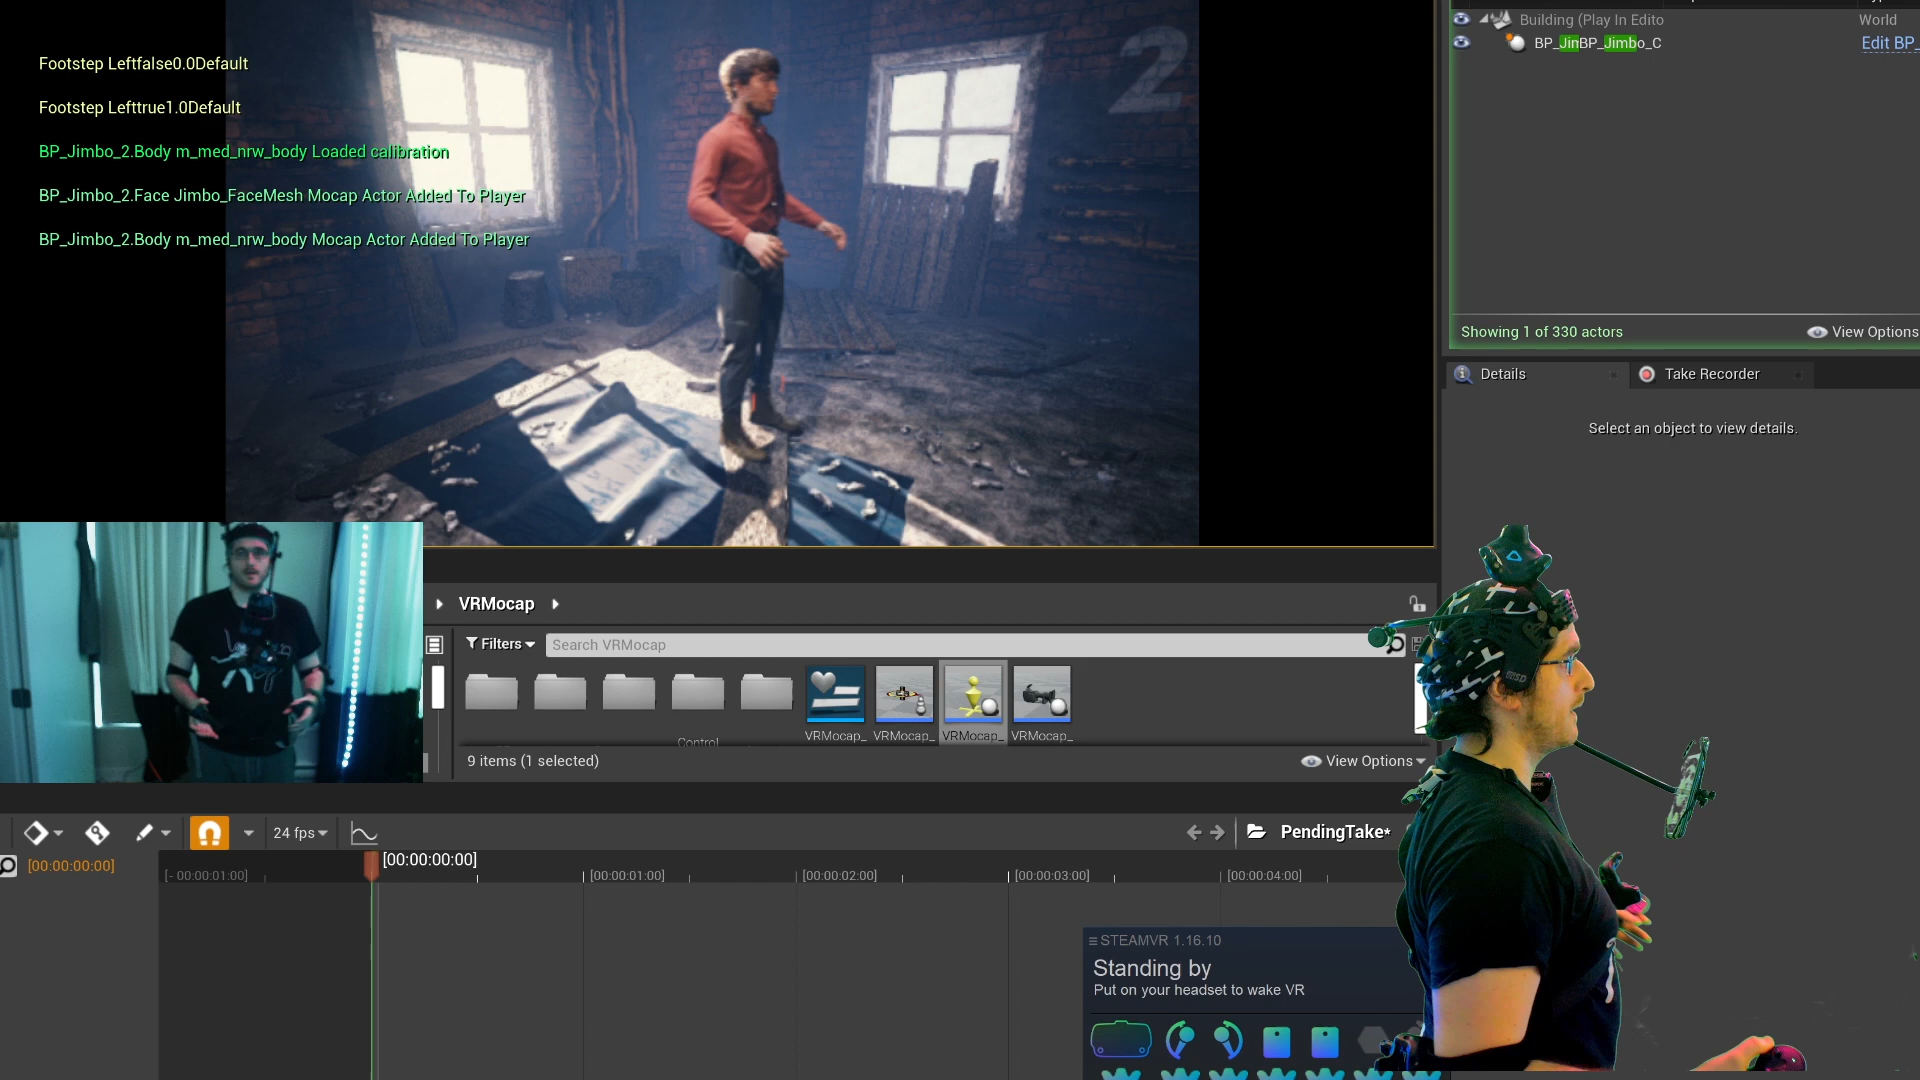 Footstep Leftfalse0.0Default
Footstep Lefttrue1.0Default
BP_Jimbo_2.Body m_med_nrw_body Loaded calibration
BP_Jimbo_2.Face Jimbo_FaceMesh Mocap Actor Added To Player
BP_Jimbo_2.Body m_med_nrw_body Mocap Actor Added To Player
2
Building (Play In Edito World
BP_JinBP_Jimbo_C Edit BP_
Showing 1 of 330 actors View Options
Details Take Recorder
Select an object to view details.
VRMocap
Filters Search VRMocap
Control
VRMocap_ VRMocap_ VRMocap_ VRMocap_
9 items (1 selected) View Options
24 fps PendingTake*
[00:00:00:00] [00:00:00:00]
[- 00:00:01:00] [00:00:01:00] [00:00:02:00] [00:00:03:00] [00:00:04:00]
STEAMVR 1.16.10
Standing by
Put on your headset to wake VR